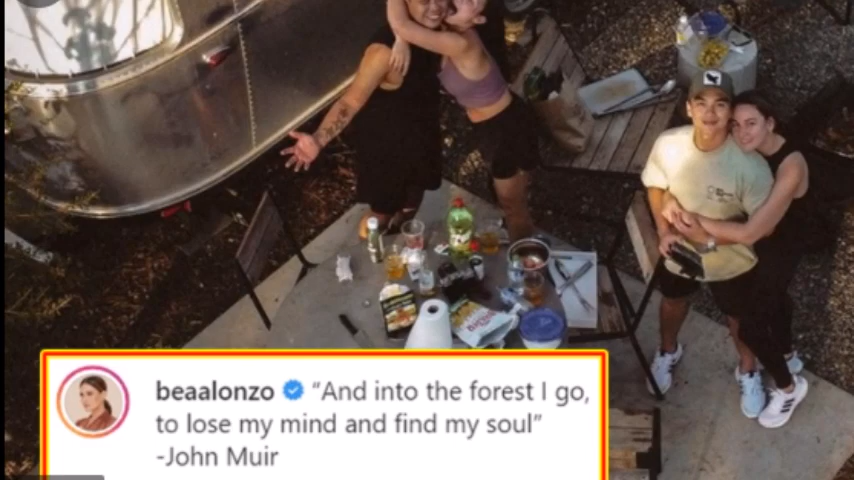 beaalonzo “And into the forest I go,
to lose my mind and find my soul”
-John Muir